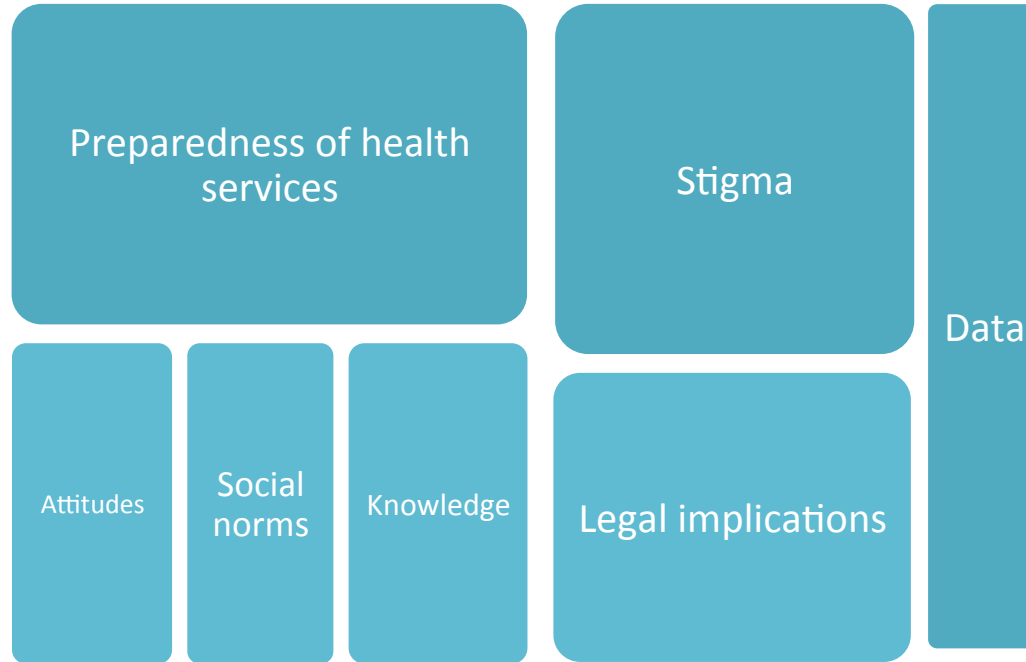 Preparedness of health
services
Stigma
Data
Attitudes
Social
norms
Knowledge
Legal implications